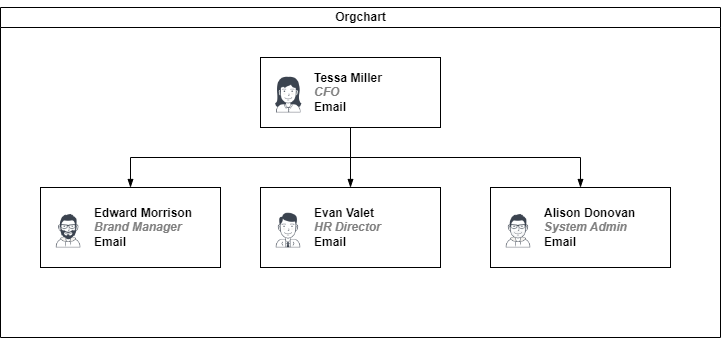 Orgchart
Tessa Miller
CFO
Email
Edward Morrison
Brand Manager
Email
Evan Valet
HR Director
Email
Alison Donovan
System Admin
Email